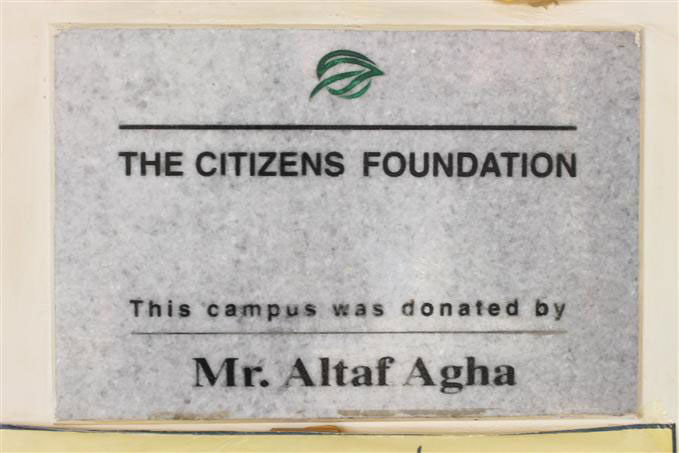 THE CITIZENS FOUNDATION
This campus was donated by
Mr. Altaf Agha